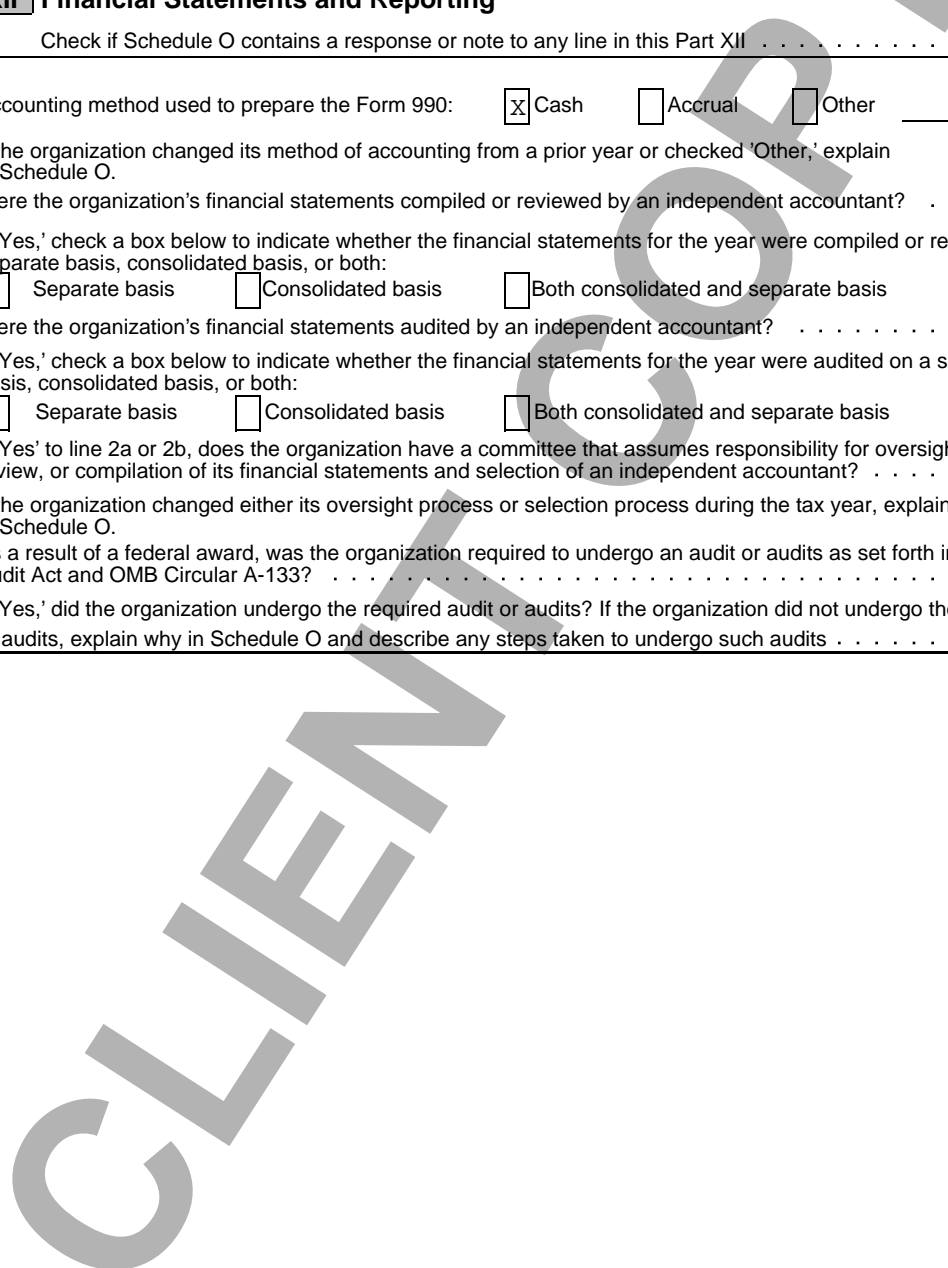 XII Financial Statements and Reporting
Check if Schedule O contains a response or note to any line in this Part XII . . . . . . . . . .
ccounting method used to prepare the Form 990: X Cash Accrual Other
he organization changed its method of accounting from a prior year or checked 'Other,' explain
Schedule O.
ere the organization's financial statements compiled or reviewed by an independent accountant? .
Yes,' check a box below to indicate whether the financial statements for the year were compiled or re
parate basis, consolidated basis, or both:
Separate basis Consolidated basis Both consolidated and separate basis
ere the organization's financial statements audited by an independent accountant? . . . . . . . .
Yes,' check a box below to indicate whether the financial statements for the year were audited on a s
sis, consolidated basis, or both:
Separate basis Consolidated basis Both consolidated and separate basis
Yes' to line 2a or 2b, does the organization have a committee that assumes responsibility for oversigh
view, or compilation of its financial statements and selection of an independent accountant? . . . .
he organization changed either its oversight process or selection process during the tax year, explain
Schedule O.
s a result of a federal award, was the organization required to undergo an audit or audits as set forth in
udit Act and OMB Circular A-133? . . . . . . . . . . . . . . . . . . . . . . . . . . . . . . . . . . . . . . . .
Yes,' did the organization undergo the required audit or audits? If the organization did not undergo the
audits, explain why in Schedule O and describe any steps taken to undergo such audits . . . . . .
CLIENT COP